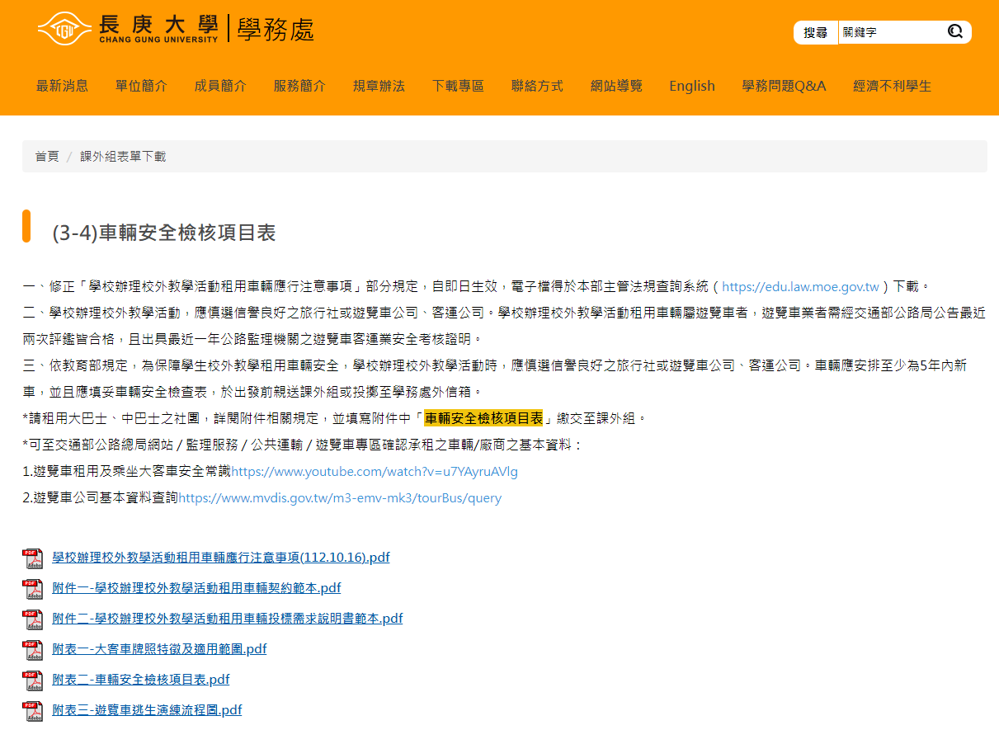 長庚大學 學務處
CHANG GUNG UNIVERSITY
搜尋 關鍵字
最新消息 單位簡介 成員簡介 服務簡介 規章辦法 下載專區 聯絡方式 網站導覽 English 學務問題Q&A 經濟不利學生
首頁 / 課外組表單下載
(3-4)車輛安全檢核項目表
一、修正「學校辦理校外教學活動租用車輛應行注意事項」部分規定，自即日生效，電子檔得於本部主管法規查詢系統（https://edu.law.moe.gov.tw）下載。
二、學校辦理校外教學活動，應慎選信譽良好之旅行社或遊覽車公司、客運公司。學校辦理校外教學活動租用車輛屬遊覽車者，遊覽車業者需經交通部公路局公告最近
兩次評鑑皆合格，且出具最近一年公路監理機關之遊覽車客運業安全考核證明。
三、依教育部規定，為保障學生校外教學租用車輛安全，學校辦理校外教學活動時，應慎選信譽良好之旅行社或遊覽車公司、客運公司。車輛應安排至少為5年內新
車，並且應填妥車輛安全檢查表，於出發前親送課外組或投擲至學務處外信箱。
*請租用大巴士、中巴士之社團，詳閱附件相關規定，並填寫附件中「車輛安全檢核項目表」繳交至課外組。
*可至交通部公路總局網站 / 監理服務 / 公共運輸 / 遊覽車專區確認承租之車輛/廠商之基本資料：
1.遊覽車租用及乘坐大客車安全常識https://www.youtube.com/watch?v=u7YAyruAVlg
2.遊覽車公司基本資料查詢https://www.mvdis.gov.tw/m3-emv-mk3/tourBus/query
學校辦理校外教學活動租用車輛應行注意事項(112.10.16).pdf
附件一-學校辦理校外教學活動租用車輛契約範本.pdf
附件二-學校辦理校外教學活動租用車輛投標需求說明書範本.pdf
附表一-大客車牌照特徵及適用範圍.pdf
附表二-車輛安全檢核項目表.pdf
附表三-遊覽車逃生演練流程圖.pdf